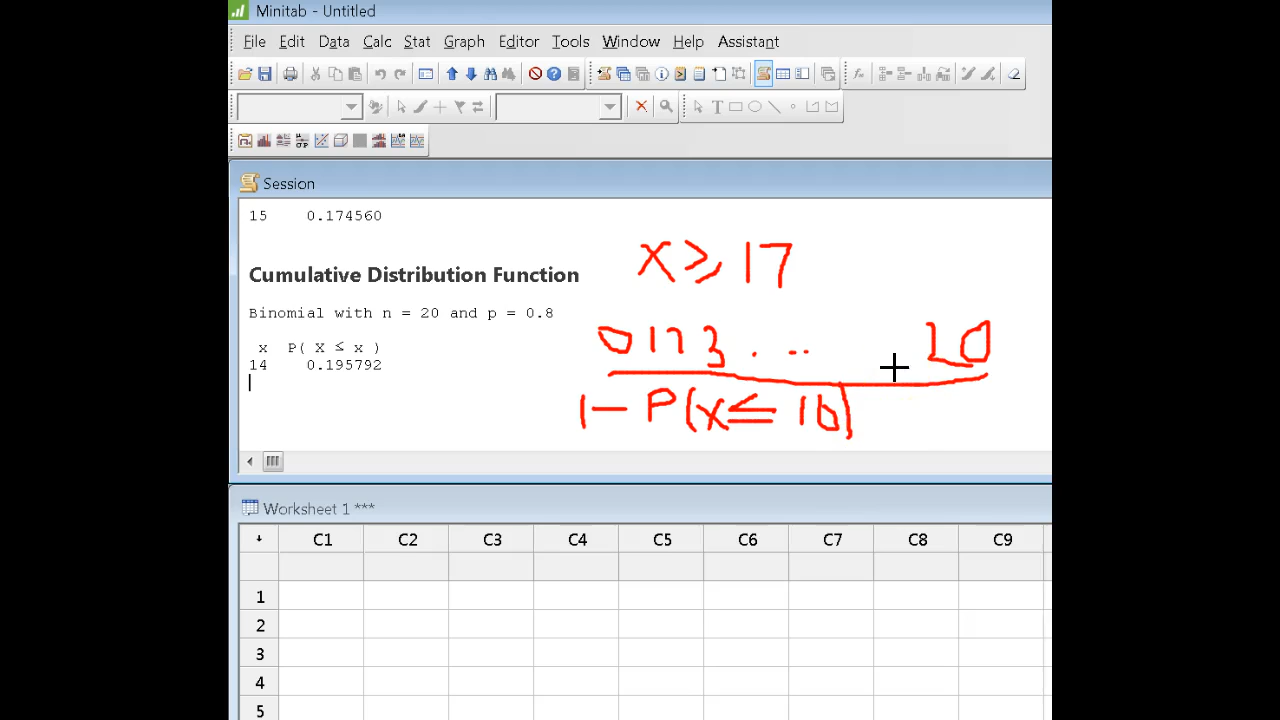 Minitab - Untitled
File Edit Data Calc Stat Graph Editor Tools Window Help Assistant
Session
15 0.174560
Cumulative Distribution Function
Binomial with n = 20 and p = 0.8
x P( X ≤ x )
14 0.195792
x ≥ 17
0 1 2 3 . . . 20
1 - P(x ≤ 16)
Worksheet 1 ***
C1 C2 C3 C4 C5 C6 C7 C8 C9
1
2
3
4
5